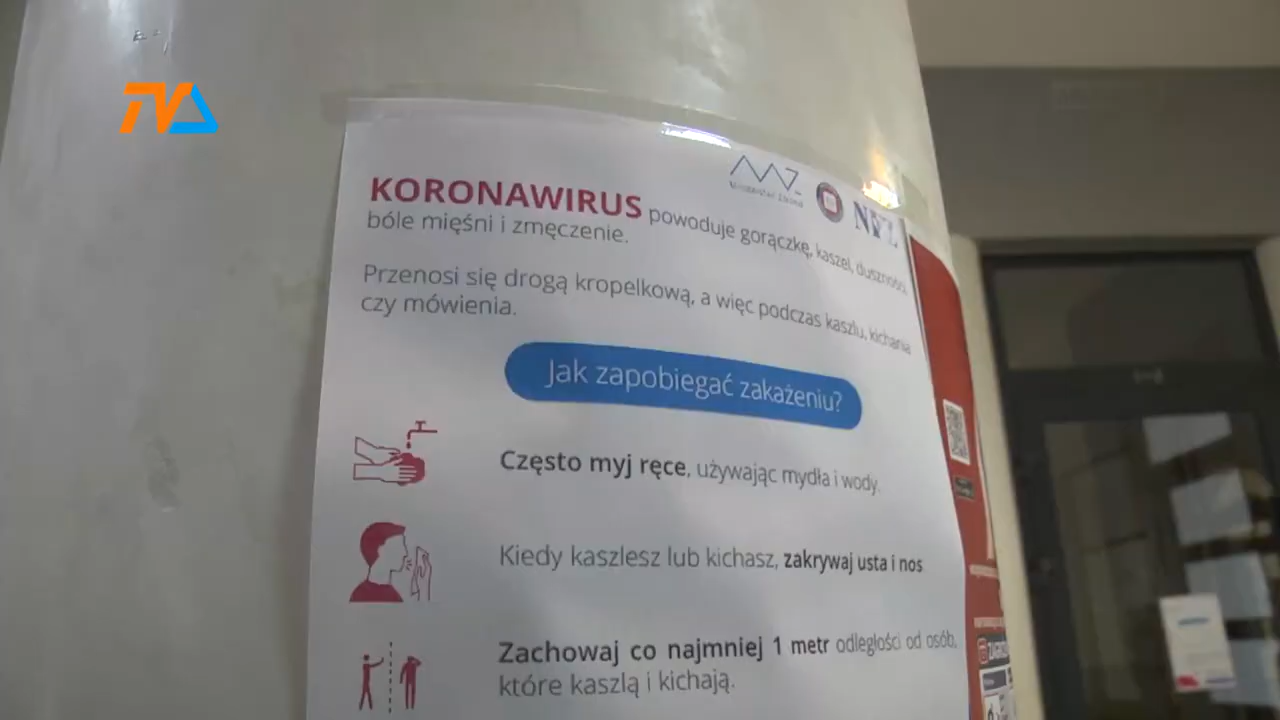 TVA
NFZ
KORONAWIRUS powoduje gorączkę, kaszel, duszności,
bóle mięśni i zmęczenie.
Przenosi się drogą kropelkową, a więc podczas kaszlu, kichania
czy mówienia.
Jak zapobiegać zakażeniu?
Często myj ręce, używając mydła i wody.
Kiedy kaszlesz lub kichasz, zakrywaj usta i nos
Zachowaj co najmniej 1 metr odległości od osób,
które kaszlą i kichają.